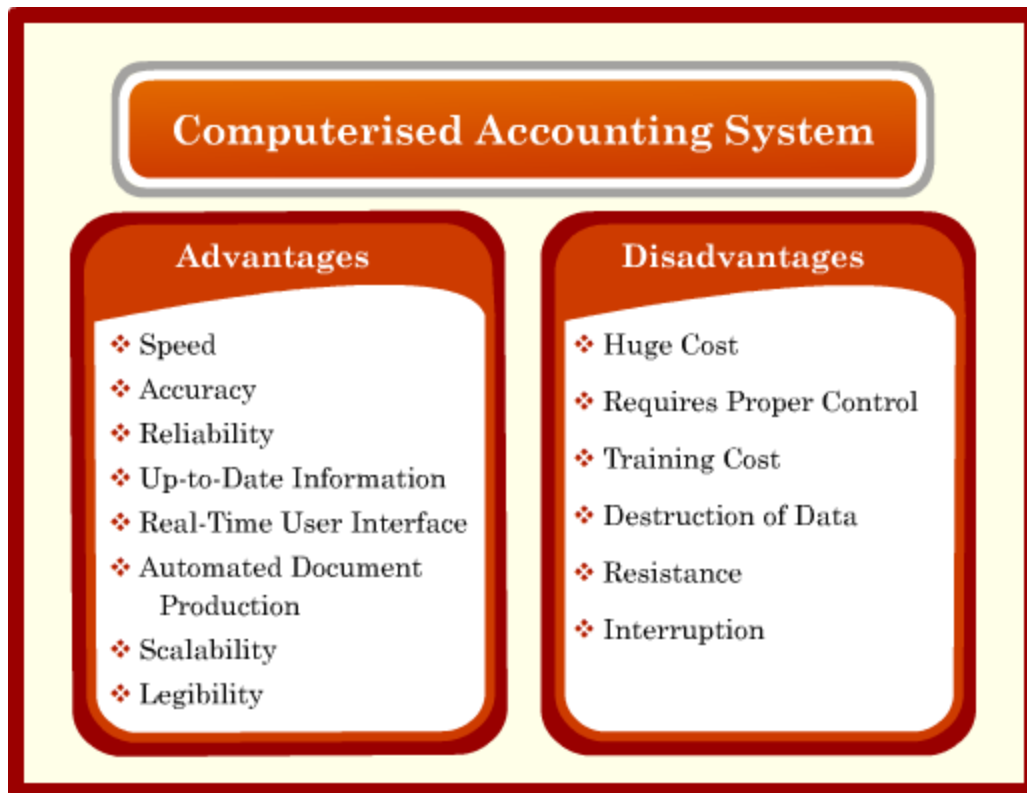 Computerised Accounting System
Advantages
❖ Speed
❖ Accuracy
❖ Reliability
❖ Up-to-Date Information
❖ Real-Time User Interface
❖ Automated Document
Production
❖ Scalability
❖ Legibility
Disadvantages
❖ Huge Cost
❖ Requires Proper Control
❖ Training Cost
❖ Destruction of Data
❖ Resistance
❖ Interruption